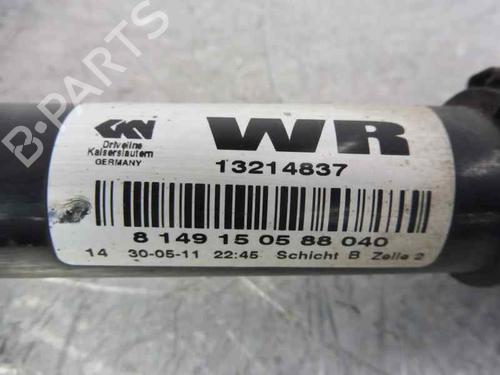 B-PARTS
GKN
WR
Driveline
Kaiserslautern
GERMANY
13214837
8 149 15 05 88 040
14 30-05-11 22:45 Schicht B Zelle 2